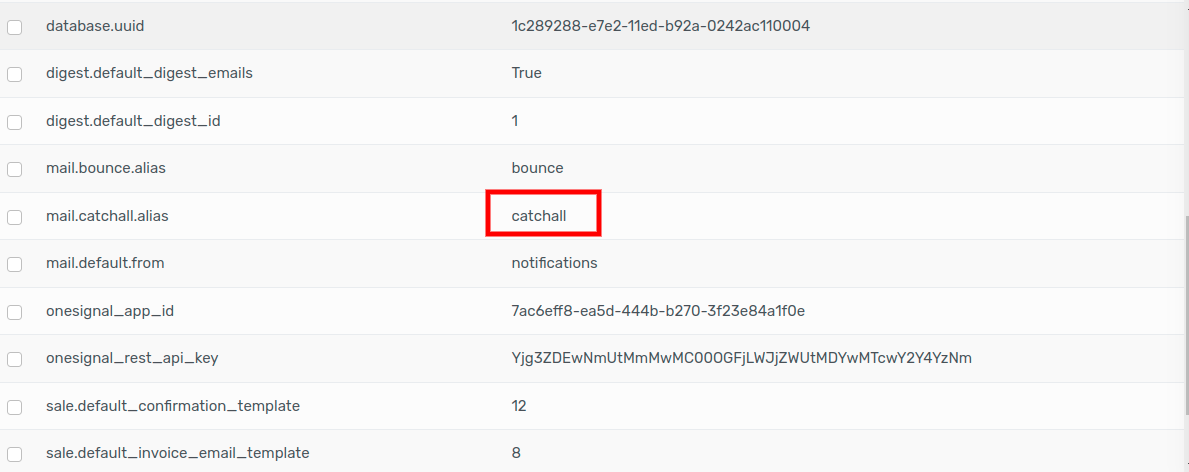 database.uuid 1c289288-e7e2-11ed-b92a-0242ac110004
digest.default_digest_emails True
digest.default_digest_id 1
mail.bounce.alias bounce
mail.catchall.alias catchall
mail.default.from notifications
onesignal_app_id 7ac6eff8-ea5d-444b-b270-3f23e84a1f0e
onesignal_rest_api_key Yjg3ZDEwNmUtMmMwMC00OGFjLWJjZWUtMDYwMTcwY2Y4YzNm
sale.default_confirmation_template 12
sale.default_invoice_email_template 8